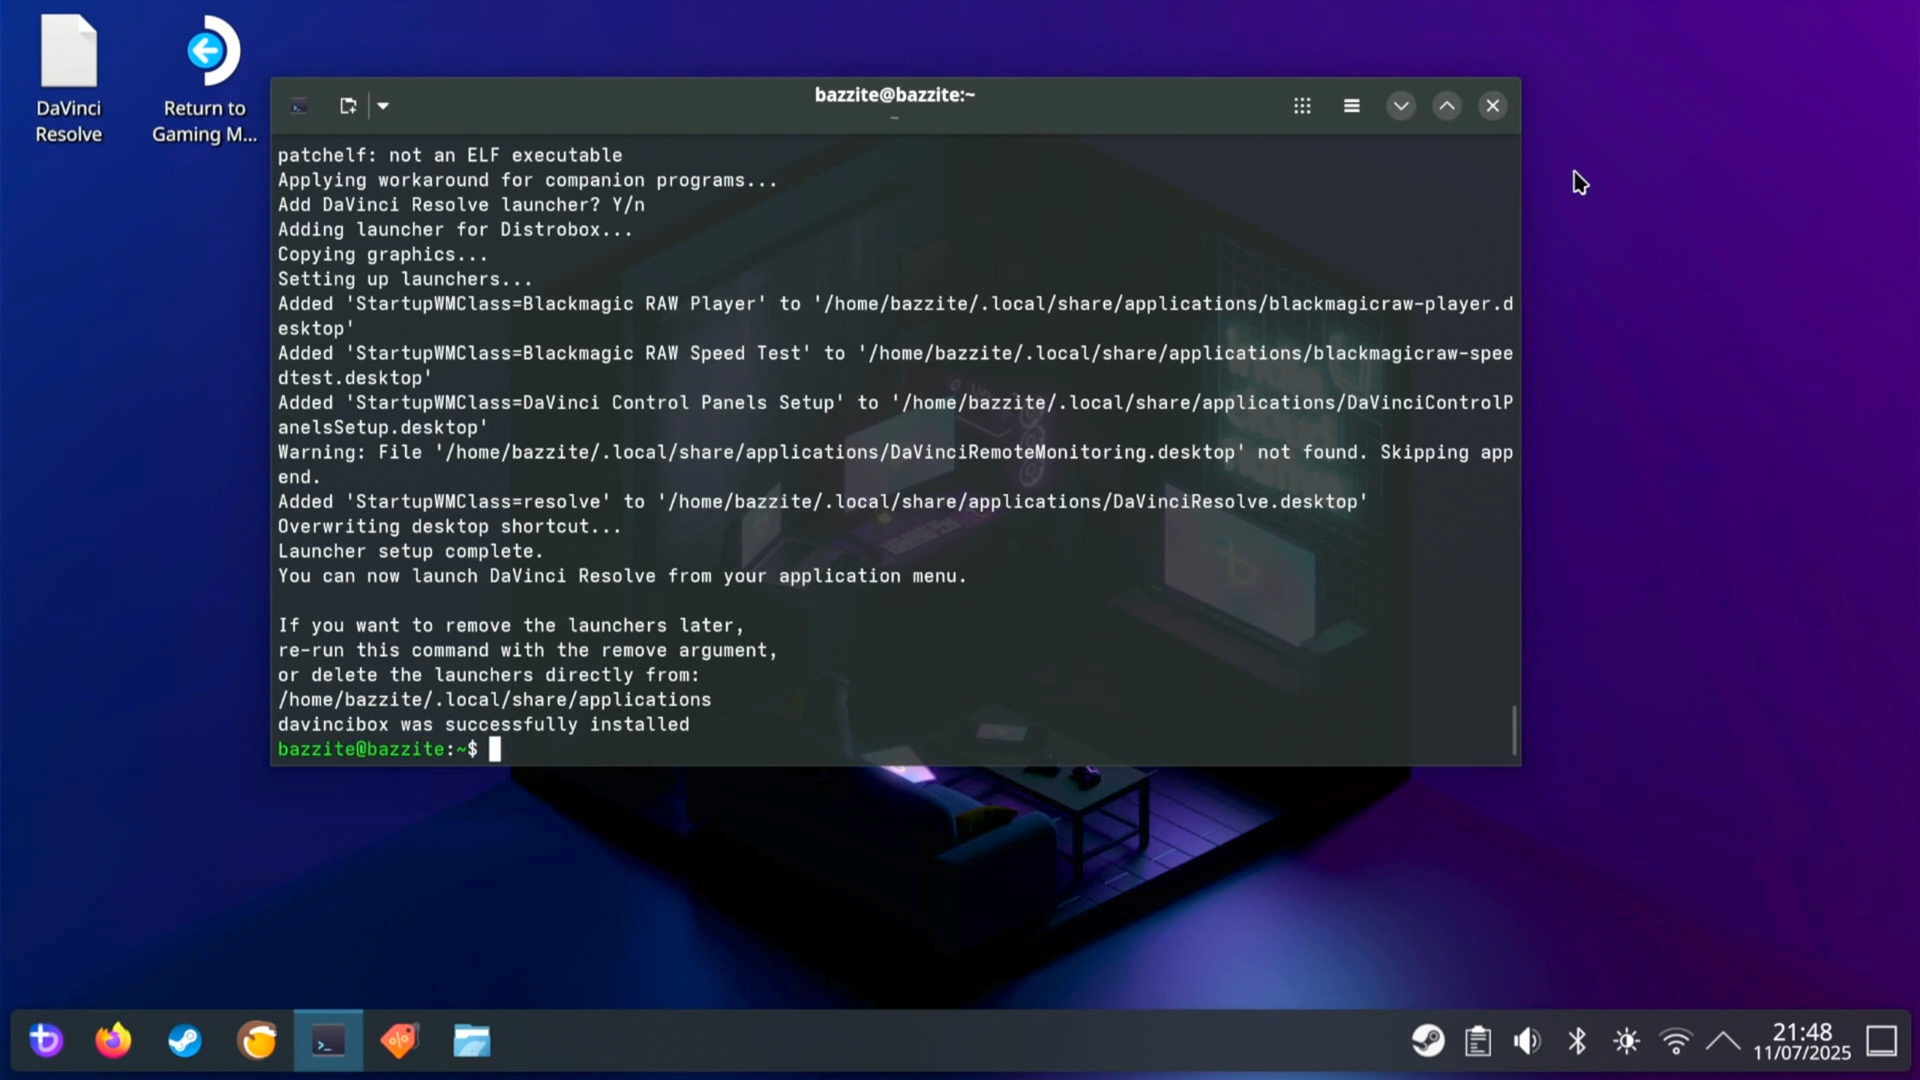 DaVinci
Resolve
Return to
Gaming M...
bazzite@bazzite:~
~
patchelf: not an ELF executable
Applying workaround for companion programs...
Add DaVinci Resolve launcher? Y/n
Adding launcher for Distrobox...
Copying graphics...
Setting up launchers...
Added 'StartupWMClass=Blackmagic RAW Player' to '/home/bazzite/.local/share/applications/blackmagicraw-player.d
esktop'
Added 'StartupWMClass=Blackmagic RAW Speed Test' to '/home/bazzite/.local/share/applications/blackmagicraw-spee
dtest.desktop'
Added 'StartupWMClass=DaVinci Control Panels Setup' to '/home/bazzite/.local/share/applications/DaVinciControlP
anelsSetup.desktop'
Warning: File '/home/bazzite/.local/share/applications/DaVinciRemoteMonitoring.desktop' not found. Skipping app
end.
Added 'StartupWMClass=resolve' to '/home/bazzite/.local/share/applications/DaVinciResolve.desktop'
Overwriting desktop shortcut...
Launcher setup complete.
You can now launch DaVinci Resolve from your application menu.
If you want to remove the launchers later,
re-run this command with the remove argument,
or delete the launchers directly from:
/home/bazzite/.local/share/applications
davincibox was successfully installed
bazzite@bazzite:~$
21:48
11/07/2025